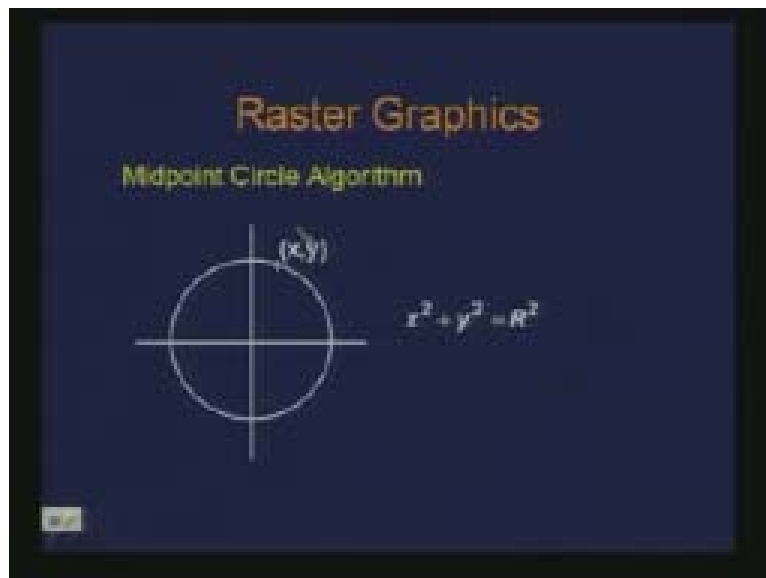 Raster Graphics
Midpoint Circle Algorithm
(x,y)
x² + y² = R²